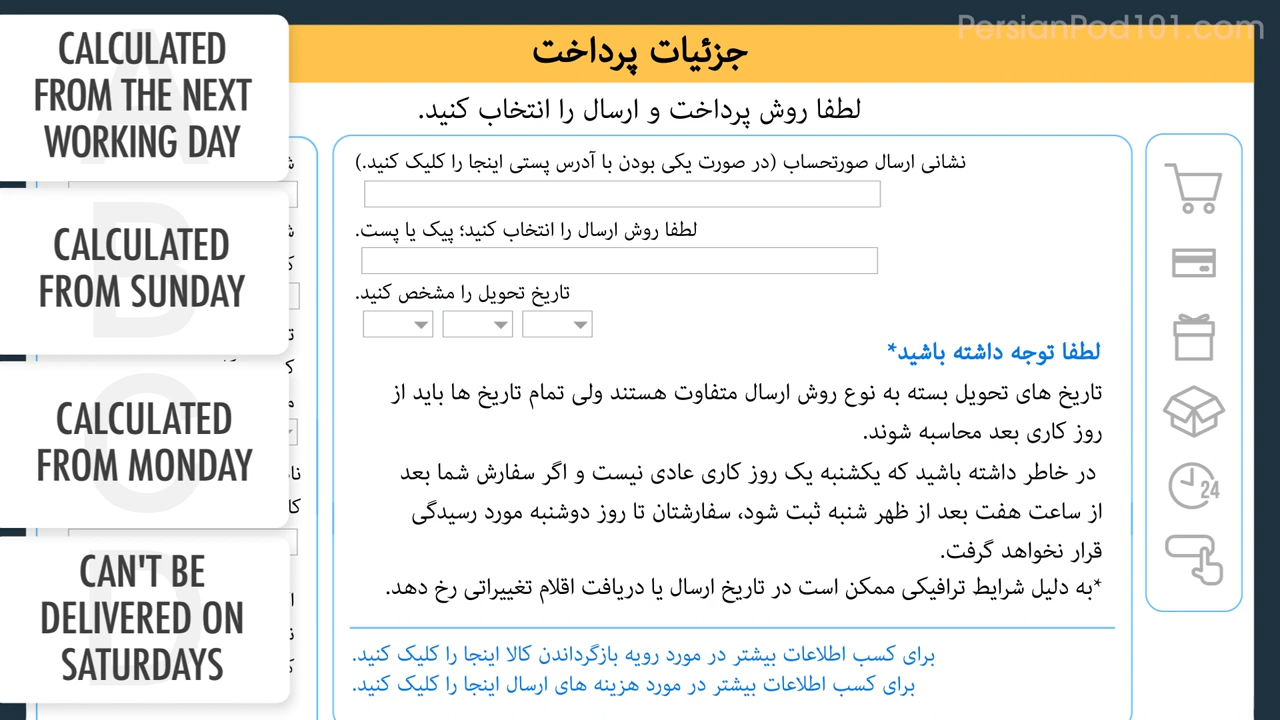 PersianPod101.com
جزئیات پرداخت
لطفا روش پرداخت و ارسال را انتخاب کنید.
نشانی ارسال صورتحساب (در صورت یکی بودن با آدرس پستی اینجا را کلیک کنید.)
لطفا روش ارسال را انتخاب کنید؛ پیک یا پست.
تاریخ تحویل را مشخص کنید.
لطفا توجه داشته باشید*
تاریخ های تحویل بسته به نوع روش ارسال متفاوت هستند ولی تمام تاریخ ها باید از
روز کاری بعد محاسبه شوند.
در خاطر داشته باشید که یکشنبه یک روز کاری عادی نیست و اگر سفارش شما بعد
از ساعت هفت بعد از ظهر شنبه ثبت شود، سفارشتان تا روز دوشنبه مورد رسیدگی
قرار نخواهد گرفت.
*به دلیل شرایط ترافیکی ممکن است در تاریخ ارسال یا دریافت اقلام تغییراتی رخ دهد.
برای کسب اطلاعات بیشتر در مورد رویه بازگرداندن کالا اینجا را کلیک کنید.
برای کسب اطلاعات بیشتر در مورد هزینه های ارسال اینجا را کلیک کنید.
24
A
CALCULATED
FROM THE NEXT
WORKING DAY
B
CALCULATED
FROM SUNDAY
C
CALCULATED
FROM MONDAY
D
CAN'T BE
DELIVERED ON
SATURDAYS